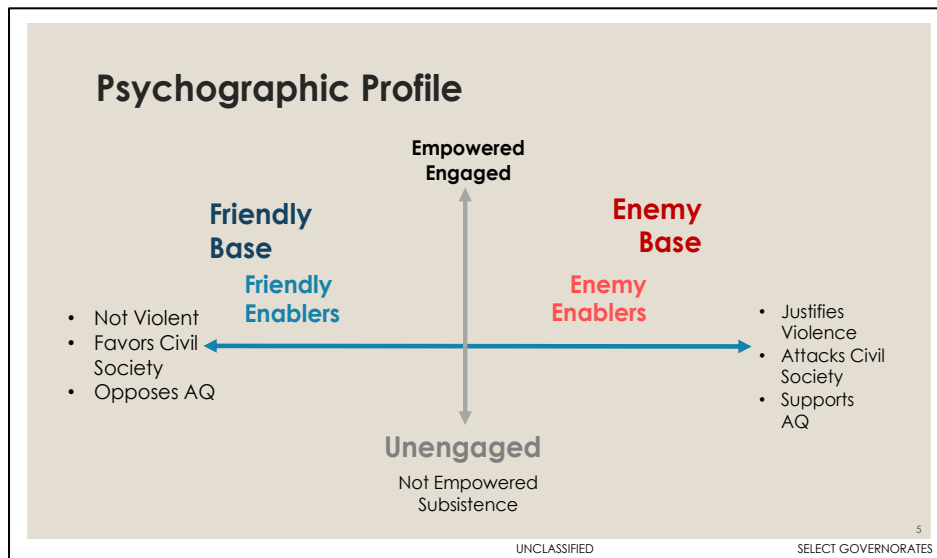 Psychographic Profile
Empowered
Engaged
Friendly
Base
Enemy
Base
Friendly
Enablers
Enemy
Enablers
• Not Violent
• Favors Civil
Society
• Opposes AQ
• Justifies
Violence
• Attacks Civil
Society
• Supports
AQ
Unengaged
Not Empowered
Subsistence
5
UNCLASSIFIED
SELECT GOVERNORATES